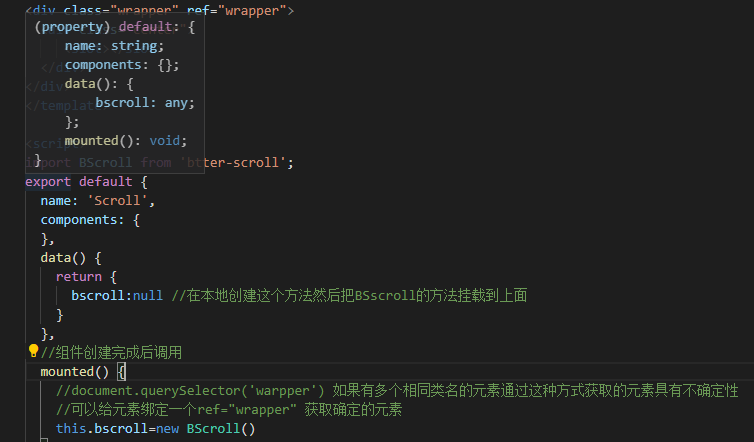 <div class="wrapper" ref="wrapper">
(property) default: {
name: string;
components: {};
data(): {
bscroll: any;
};
mounted(): void;
}
</div>
</div>
</template>
<script>
import BScroll from 'btter-scroll';
export default {
name: 'Scroll',
components: {
},
data() {
return {
bscroll:null //在本地创建这个方法然后把BSscroll的方法挂载到上面
}
},
//组件创建完成后调用
mounted() {
//document.querySelector('warpper') 如果有多个相同类名的元素通过这种方式获取的元素具有不确定性
//可以给元素绑定一个ref="wrapper" 获取确定的元素
this.bscroll=new BScroll()